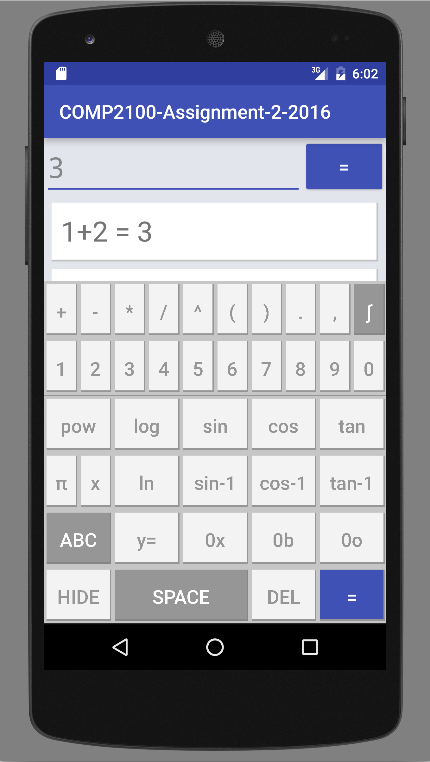 3G 6:02
COMP2100-Assignment-2-2016
3 =
1+2 = 3
+ - * / ^ ( ) . , ∫
1 2 3 4 5 6 7 8 9 0
pow log sin cos tan
π x ln sin-1 cos-1 tan-1
ABC y= 0x 0b 0o
HIDE SPACE DEL =